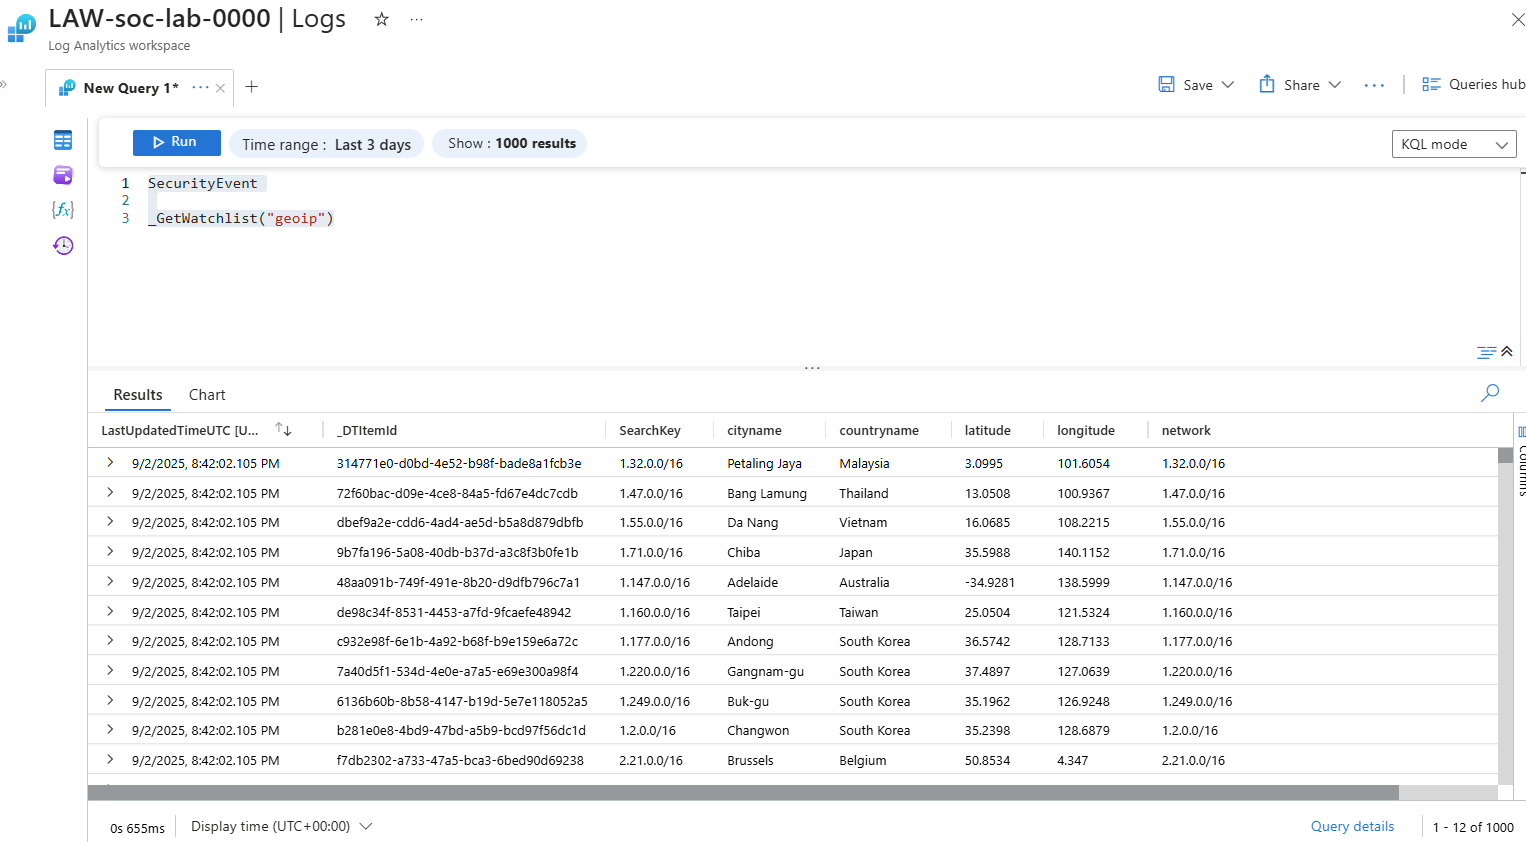 LAW-soc-lab-0000 | Logs ☆ ···
Log Analytics workspace
» New Query 1* ··· × +
Save Share ··· | Queries hub
Run Time range : Last 3 days Show : 1000 results KQL mode
1 SecurityEvent
2
3 _GetWatchlist("geoip")
···
Results Chart
LastUpdatedTimeUTC [U... ↑↓ _DTItemId SearchKey cityname countryname latitude longitude network
> 9/2/2025, 8:42:02.105 PM 314771e0-d0bd-4e52-b98f-bade8a1fcb3e 1.32.0.0/16 Petaling Jaya Malaysia 3.0995 101.6054 1.32.0.0/16
> 9/2/2025, 8:42:02.105 PM 72f60bac-d09e-4ce8-84a5-fd67e4dc7cdb 1.47.0.0/16 Bang Lamung Thailand 13.0508 100.9367 1.47.0.0/16
> 9/2/2025, 8:42:02.105 PM dbef9a2e-cdd6-4ad4-ae5d-b5a8d879dbfb 1.55.0.0/16 Da Nang Vietnam 16.0685 108.2215 1.55.0.0/16
> 9/2/2025, 8:42:02.105 PM 9b7fa196-5a08-40db-b37d-a3c8f3b0fe1b 1.71.0.0/16 Chiba Japan 35.5988 140.1152 1.71.0.0/16
> 9/2/2025, 8:42:02.105 PM 48aa091b-749f-491e-8b20-d9dfb796c7a1 1.147.0.0/16 Adelaide Australia -34.9281 138.5999 1.147.0.0/16
> 9/2/2025, 8:42:02.105 PM de98c34f-8531-4453-a7fd-9fcaefe48942 1.160.0.0/16 Taipei Taiwan 25.0504 121.5324 1.160.0.0/16
> 9/2/2025, 8:42:02.105 PM c932e98f-6e1b-4a92-b68f-b9e159e6a72c 1.177.0.0/16 Andong South Korea 36.5742 128.7133 1.177.0.0/16
> 9/2/2025, 8:42:02.105 PM 7a40d5f1-534d-4e0e-a7a5-e69e300a98f4 1.220.0.0/16 Gangnam-gu South Korea 37.4897 127.0639 1.220.0.0/16
> 9/2/2025, 8:42:02.105 PM 6136b60b-8b58-4147-b19d-5e7e118052a5 1.249.0.0/16 Buk-gu South Korea 35.1962 126.9248 1.249.0.0/16
> 9/2/2025, 8:42:02.105 PM b281e0e8-4bd9-47bd-a5b9-bcd97f56dc1d 1.2.0.0/16 Changwon South Korea 35.2398 128.6879 1.2.0.0/16
> 9/2/2025, 8:42:02.105 PM f7db2302-a733-47a5-bca3-6bed90d69238 2.21.0.0/16 Brussels Belgium 50.8534 4.347 2.21.0.0/16
Columns
0s 655ms Display time (UTC+00:00) Query details 1 - 12 of 1000